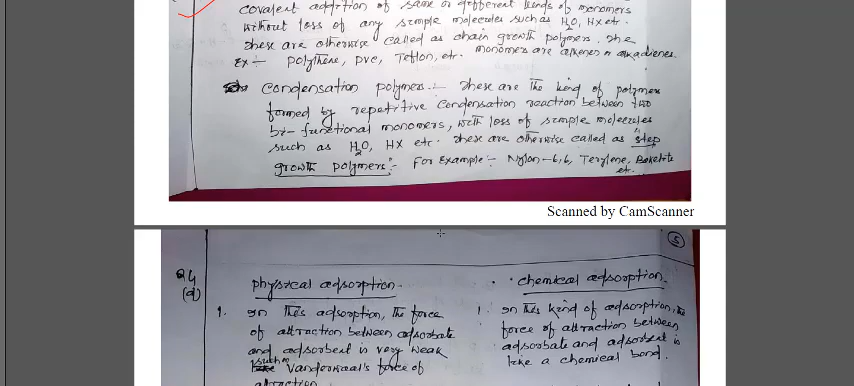 covalent addition of same or different kinds of monomers
without loss of any simple molecules such as H2O, HX etc.
These are otherwise called as chain growth polymers. The
monomers are alkenes or alkadienes.
Ex :- Polythene, PVC, Teflon, etc.
Condensation polymers :- These are the kind of polymers
formed by repetitive condensation reaction between two
bi-functional monomers, with loss of simple molecules
such as H2O, HX etc. These are otherwise called as "step
growth polymers". For Example :- Nylon-6,6, Terylene, Bakelite
etc.
Scanned by CamScanner
5
Q4
(d)
physical adsorption.
1. In this adsorption, the force
of attraction between adsorbate
and adsorbent is very weak
such as Vanderwaal's force of
attraction
chemical adsorption.
1. In this kind of adsorption, the
force of attraction between
adsorbate and adsorbent is
like a chemical bond.